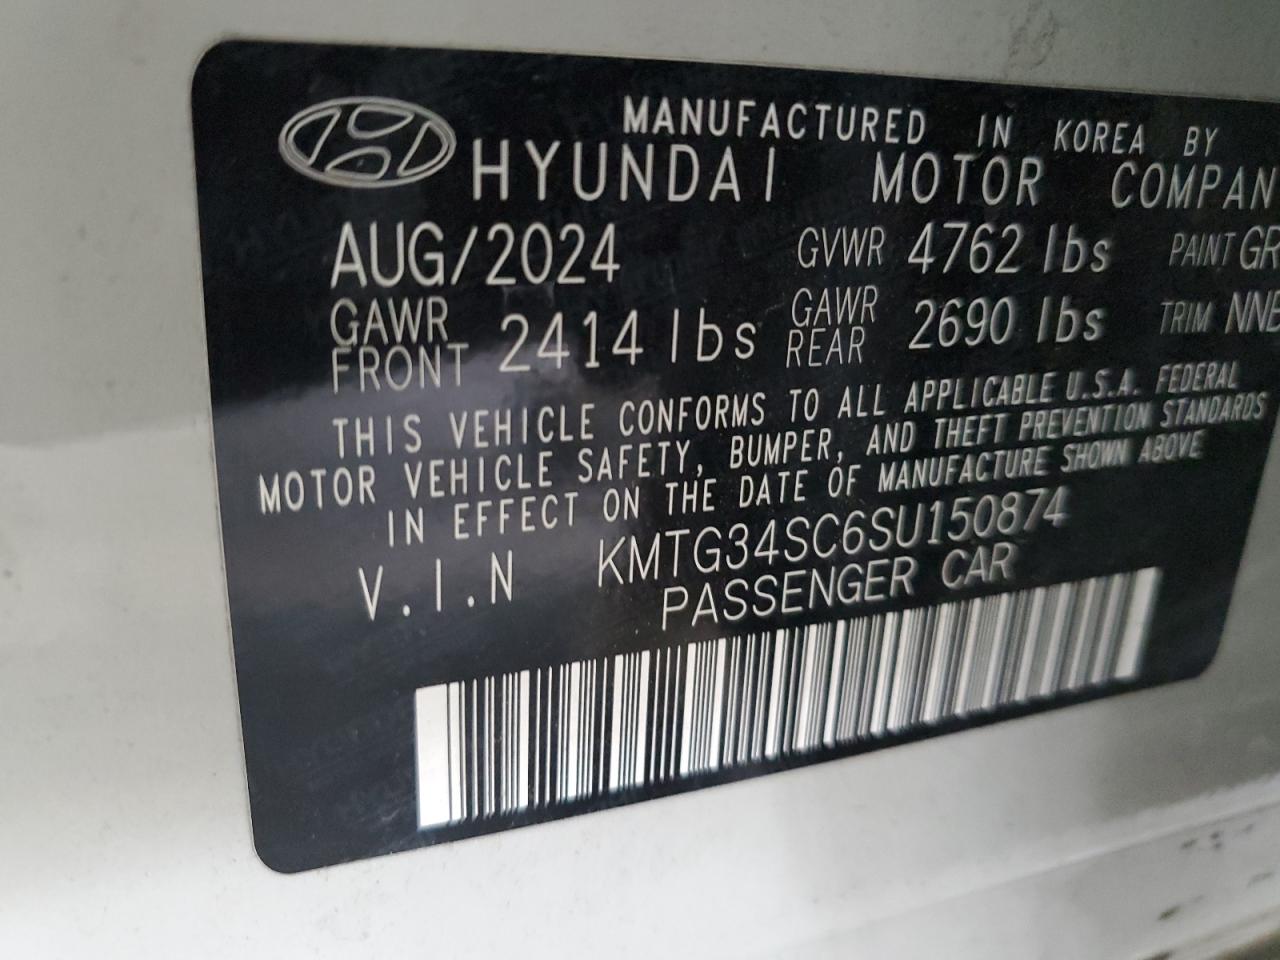 MANUFACTURED IN KOREA BY
HYUNDAI MOTOR COMPAN
AUG/2024 GVWR 4762 lbs PAINT GR
GAWR FRONT 2414 lbs GAWR REAR 2690 lbs TRIM NNB
THIS VEHICLE CONFORMS TO ALL APPLICABLE U.S.A. FEDERAL
MOTOR VEHICLE SAFETY, BUMPER, AND THEFT PREVENTION STANDARDS
IN EFFECT ON THE DATE OF MANUFACTURE SHOWN ABOVE
V.I.N KMTG34SC6SU150874
PASSENGER CAR